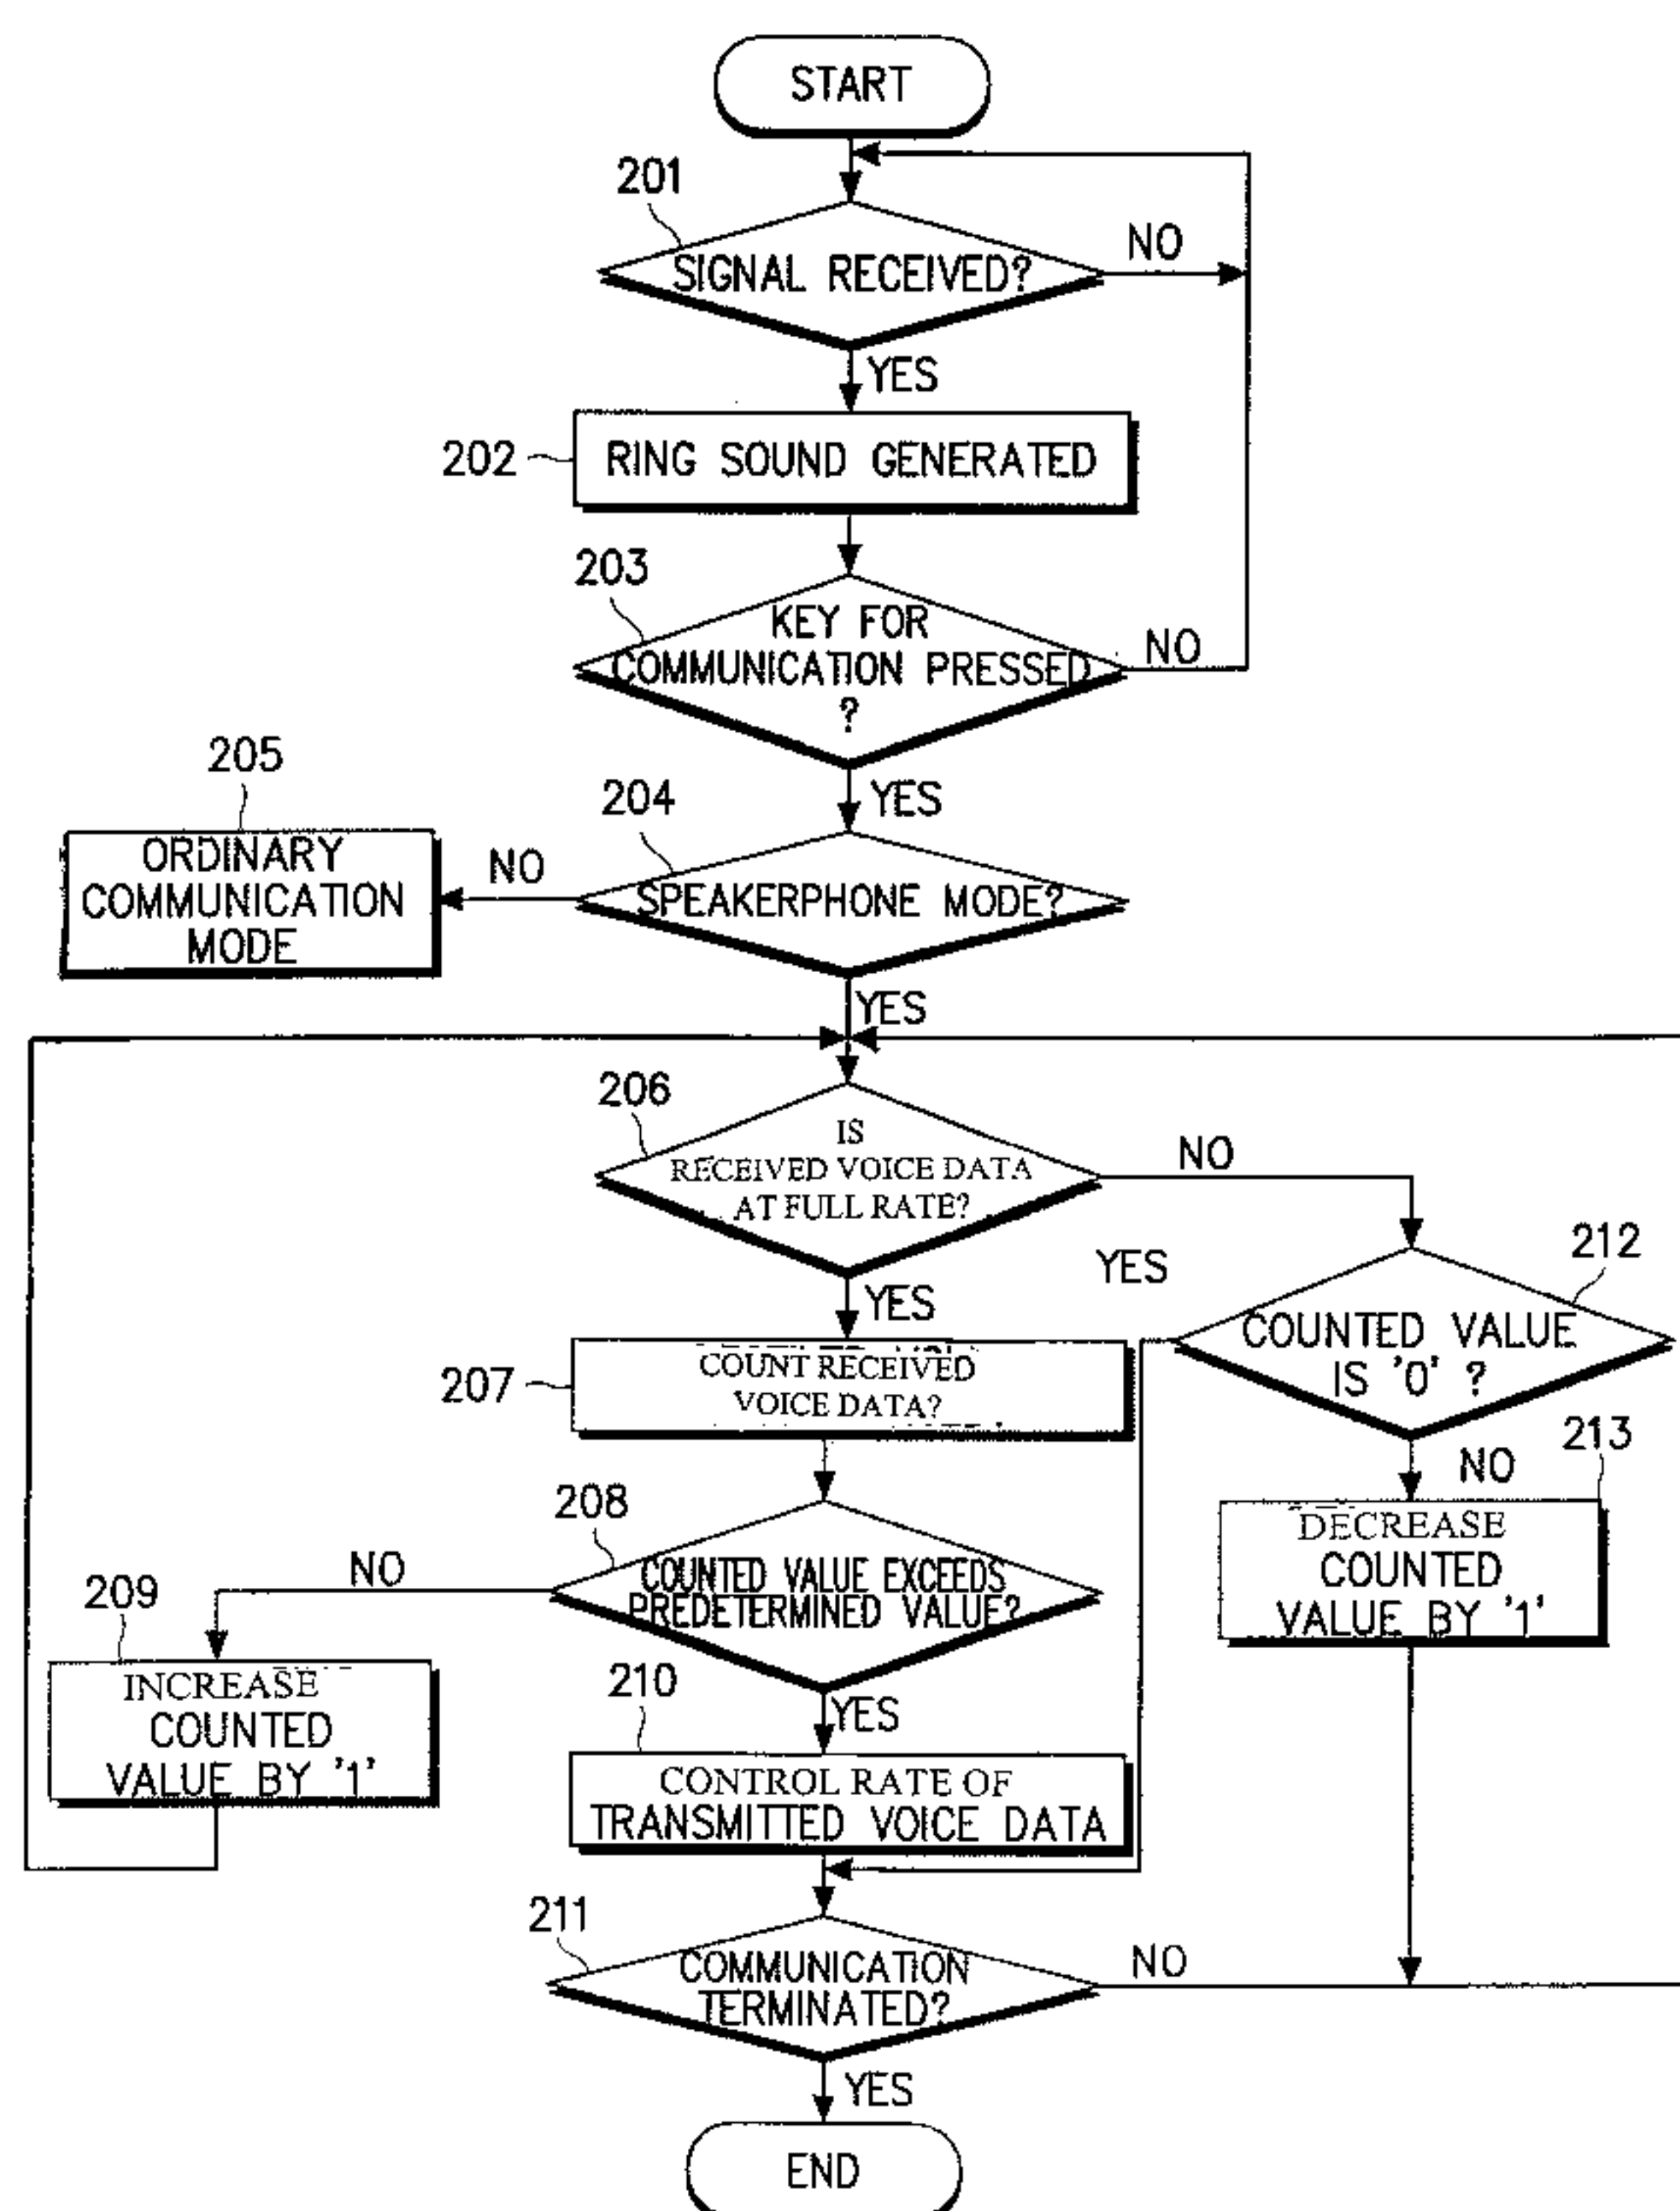 START
201
SIGNAL RECEIVED?
NO
YES
202
RING SOUND GENERATED
203
KEY FOR
COMMUNICATION PRESSED
?
NO
YES
205
ORDINARY
COMMUNICATION
MODE
NO
204
SPEAKERPHONE MODE?
YES
206
IS
RECEIVED VOICE DATA
AT FULL RATE?
NO
YES
YES
212
COUNTED VALUE
IS '0' ?
207
COUNT RECEIVED
VOICE DATA?
NO
213
DECREASE
COUNTED
VALUE BY '1'
208
COUNTED VALUE EXCEEDS
PREDETERMINED VALUE?
NO
209
INCREASE
COUNTED
VALUE BY '1'
YES
210
CONTROL RATE OF
TRANSMITTED VOICE DATA
211
COMMUNICATION
TERMINATED?
NO
YES
END